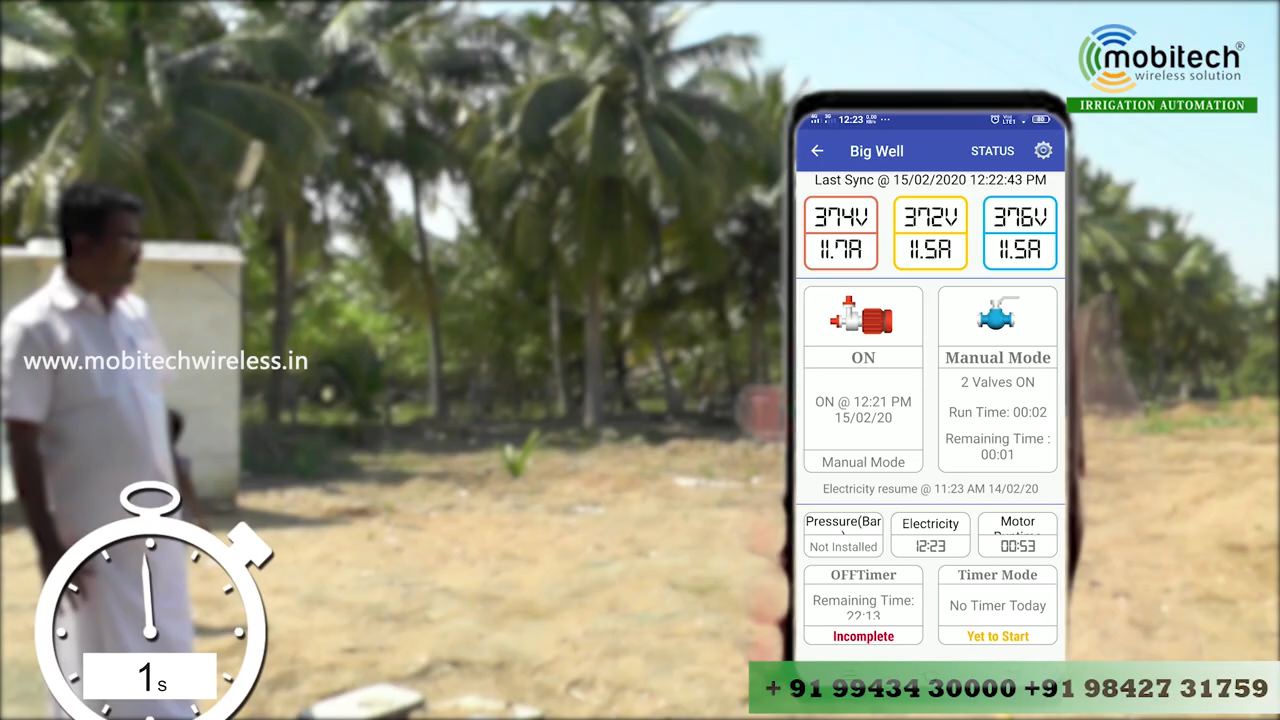 mobitech®
wireless solution
IRRIGATION AUTOMATION
12:23
Big Well
STATUS
Last Sync @ 15/02/2020 12:22:43 PM
374V
372V
376V
11.7A
11.5A
11.5A
ON
Manual Mode
ON @ 12:21 PM
15/02/20
Manual Mode
2 Valves ON
Run Time: 00:02
Remaining Time :
00:01
Electricity resume @ 11:23 AM 14/02/20
Pressure(Bar
Not Installed
Electricity
12:23
Motor
00:53
OFFTimer
Remaining Time:
22:13
Incomplete
Timer Mode
No Timer Today
Yet to Start
www.mobitechwireless.in
1s
+ 91 99434 30000 +91 98427 31759